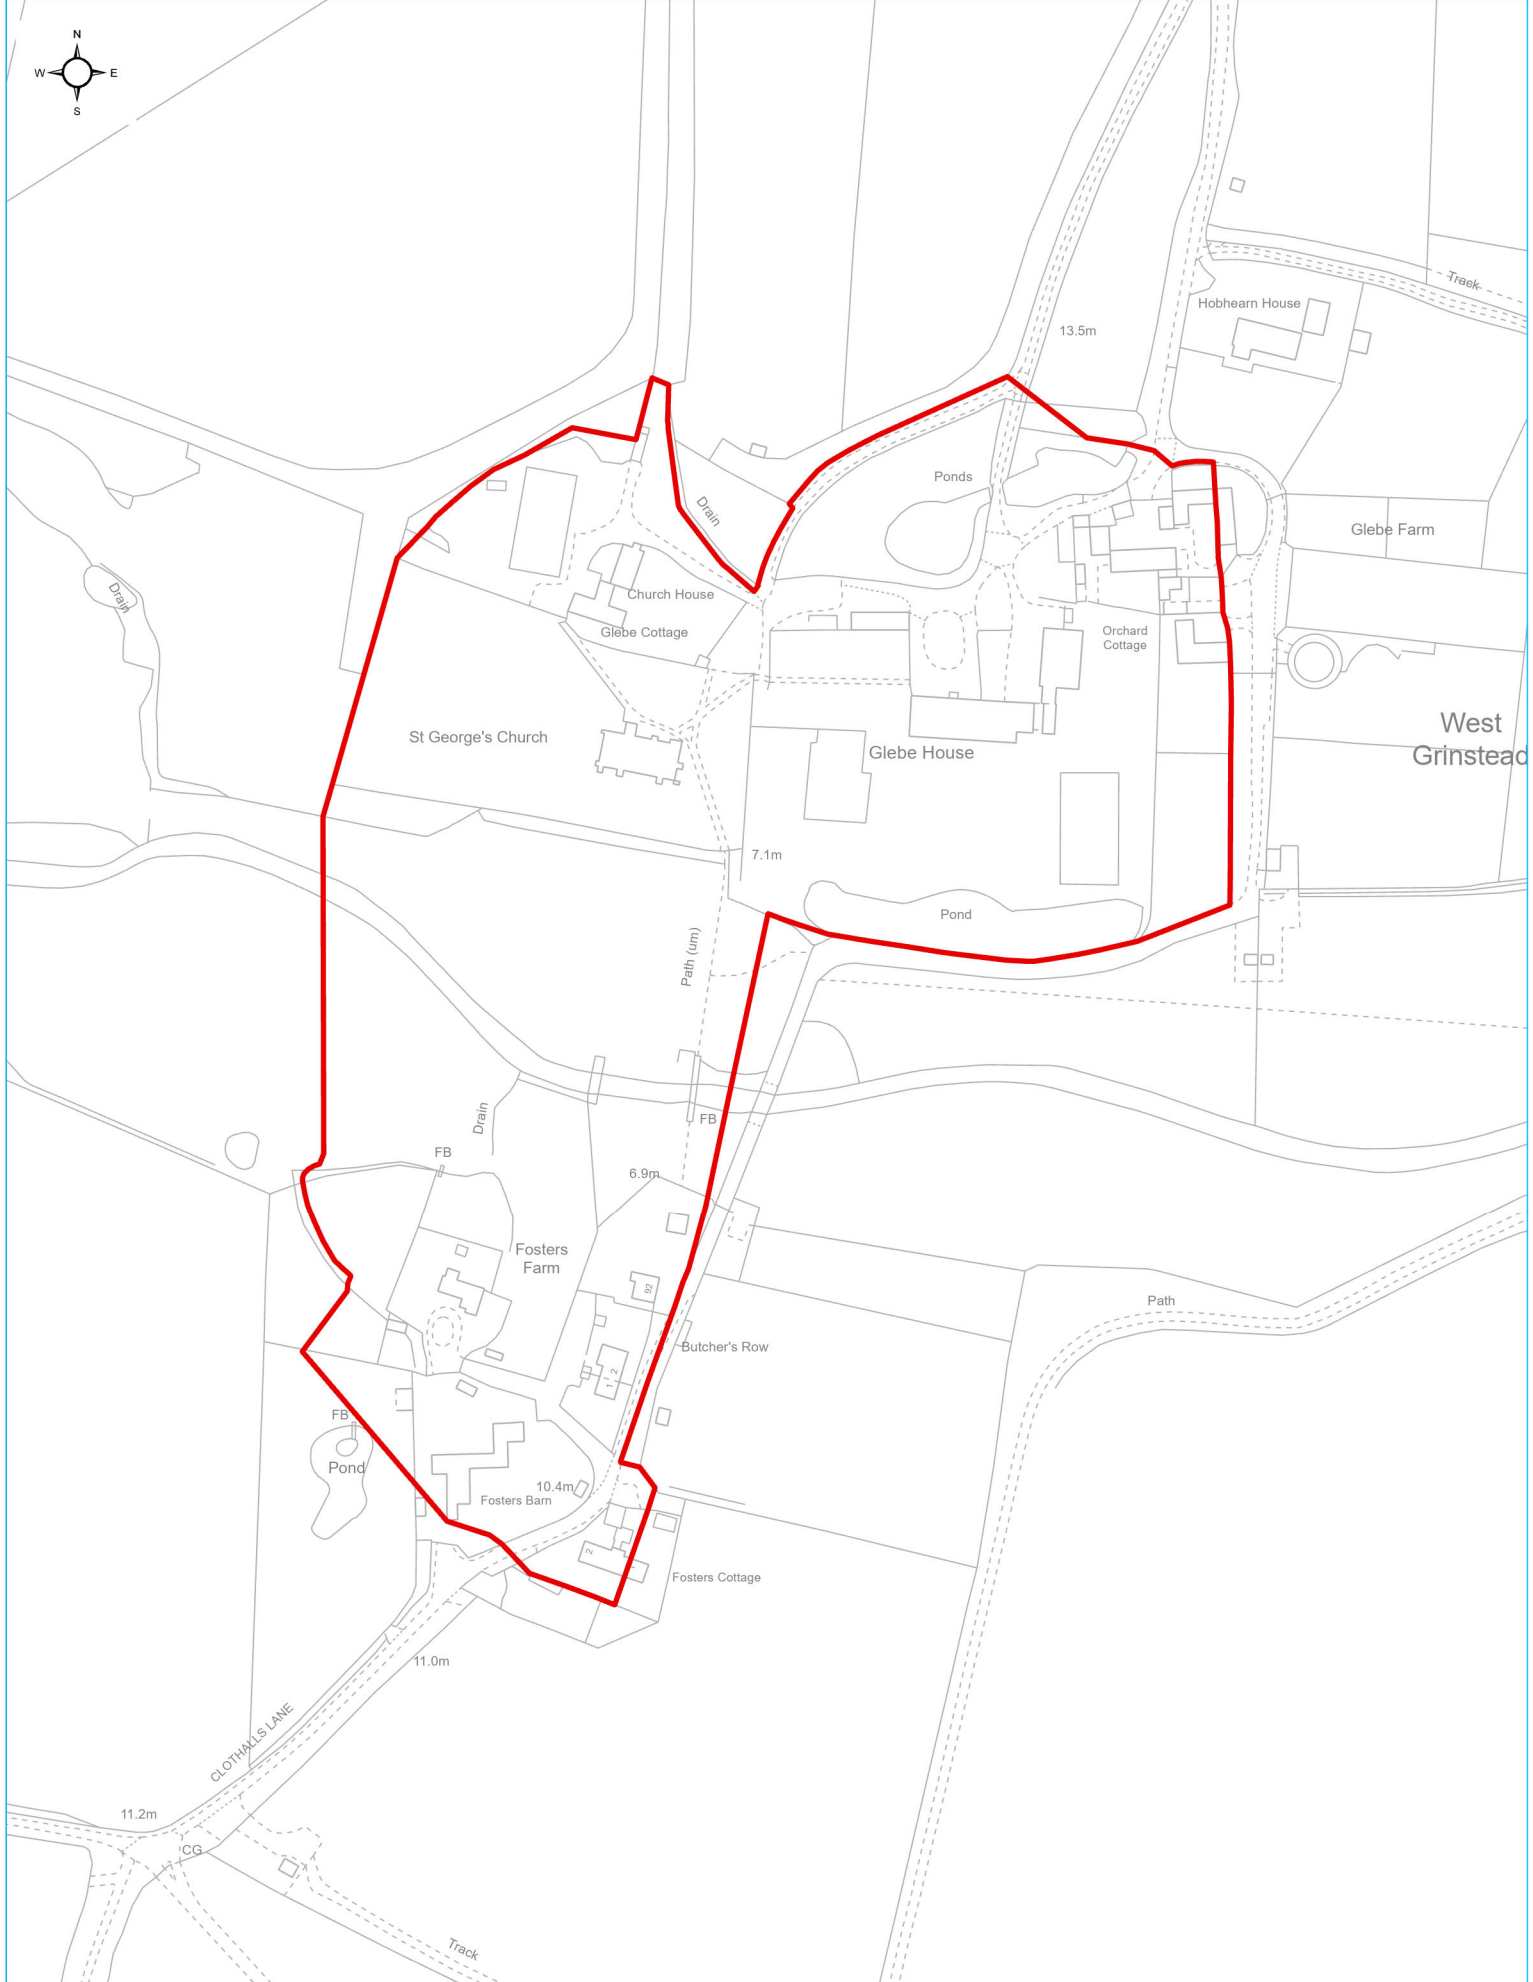 N
W E
S
Track
Hobhearn House
13.5m
Ponds
Drain
Glebe Farm
Drain
Church House
Glebe Cottage
Orchard
Cottage
St George's Church
Glebe House
West
Grinstead
7.1m
Pond
Path (um)
Drain
FB
FB
6.9m
Fosters
Farm
92
Path
Butcher's Row
1 2
FB
Pond
10.4m
Fosters Barn
2
1
Fosters Cottage
11.0m
CLOTHALLS LANE
11.2m
CG
Track